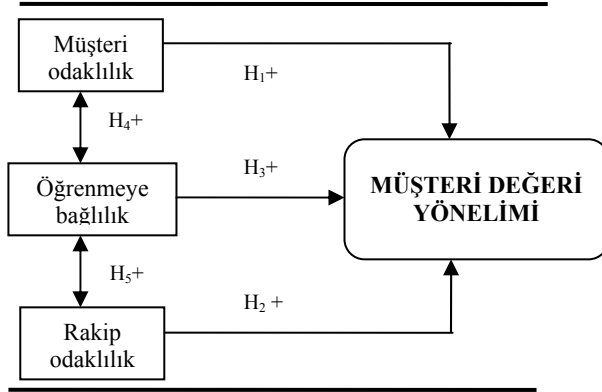 Müşteri
odaklılık
H₁+
H₄+
Öğrenmeye
bağlılık
H₃+
MÜŞTERİ DEĞERİ
YÖNELİMİ
H₅+
H₂ +
Rakip
odaklılık